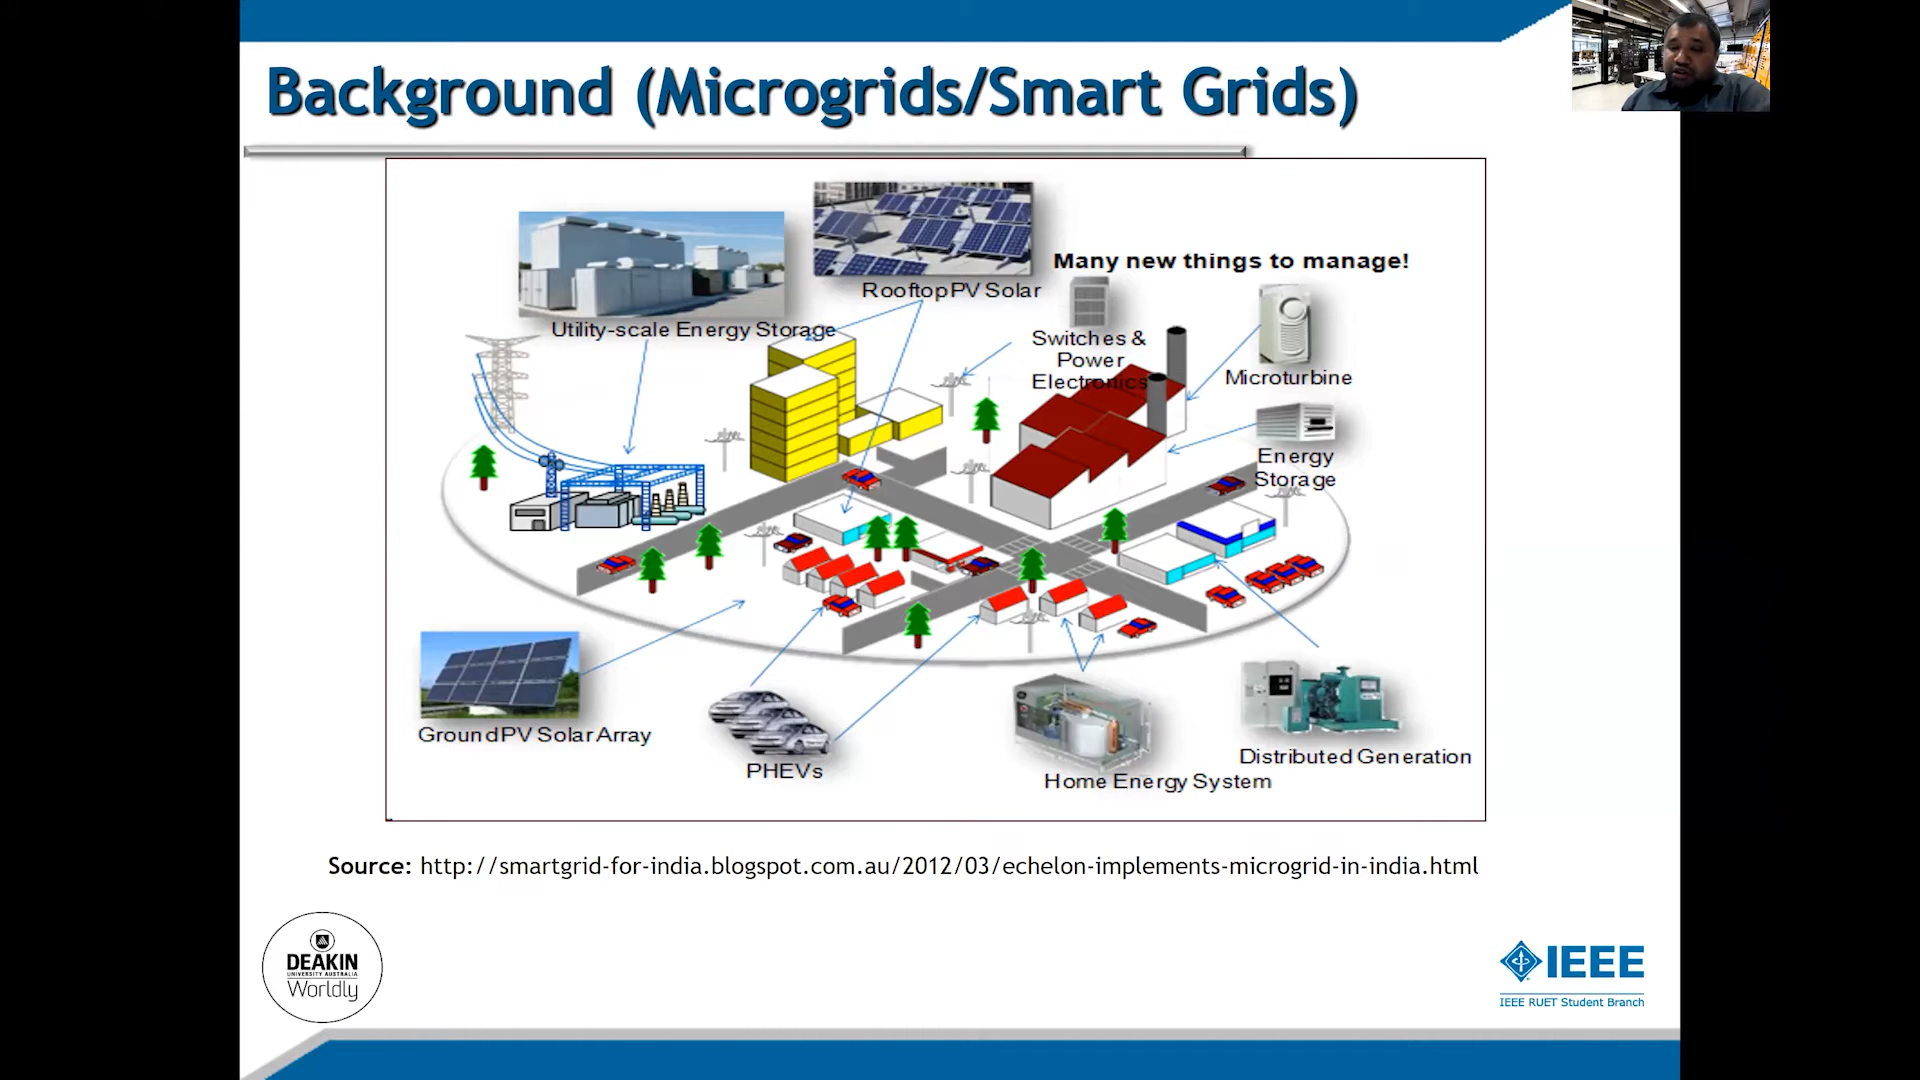 Background (Microgrids/Smart Grids)
Rooftop PV Solar
Many new things to manage!
Utility-scale Energy Storage
Switches &
Power
Electronics
Microturbine
Energy
Storage
Ground PV Solar Array
PHEVs
Home Energy System
Distributed Generation
Source: http://smartgrid-for-india.blogspot.com.au/2012/03/echelon-implements-microgrid-in-india.html
DEAKIN
UNIVERSITY AUSTRALIA
Worldly
IEEE
IEEE RUET Student Branch